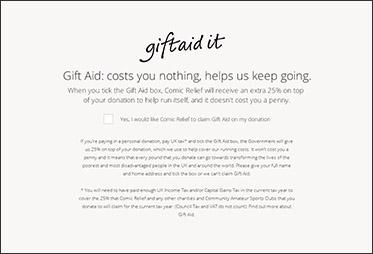 giftaid it
Gift Aid: costs you nothing, helps us keep going.
When you tick the Gift Aid box, Comic Relief will receive an extra 25% on top
of your donation to help run itself, and it doesn't cost you a penny.
Yes, I would like Comic Relief to claim Gift Aid on my donation
If you're paying in a personal donation, pay UK tax* and tick the Gift Aid box, the Government will give
us 25% on top of your donation, which we use to help cover our running costs. It won't cost you a
penny and it means that every pound that you donate can go towards transforming the lives of the
poorest and most disadvantaged people in the UK and around the world. Please give your full name
and home address and tick the box or we can't claim Gift Aid.
* You will need to have paid enough UK Income Tax and/or Capital Gains Tax in the current tax year to
cover the 25% that Comic Relief and any other charities and Community Amateur Sports Clubs that you
donate to will claim for the current tax year. (Council Tax and VAT do not count). Find out more about
Gift Aid.